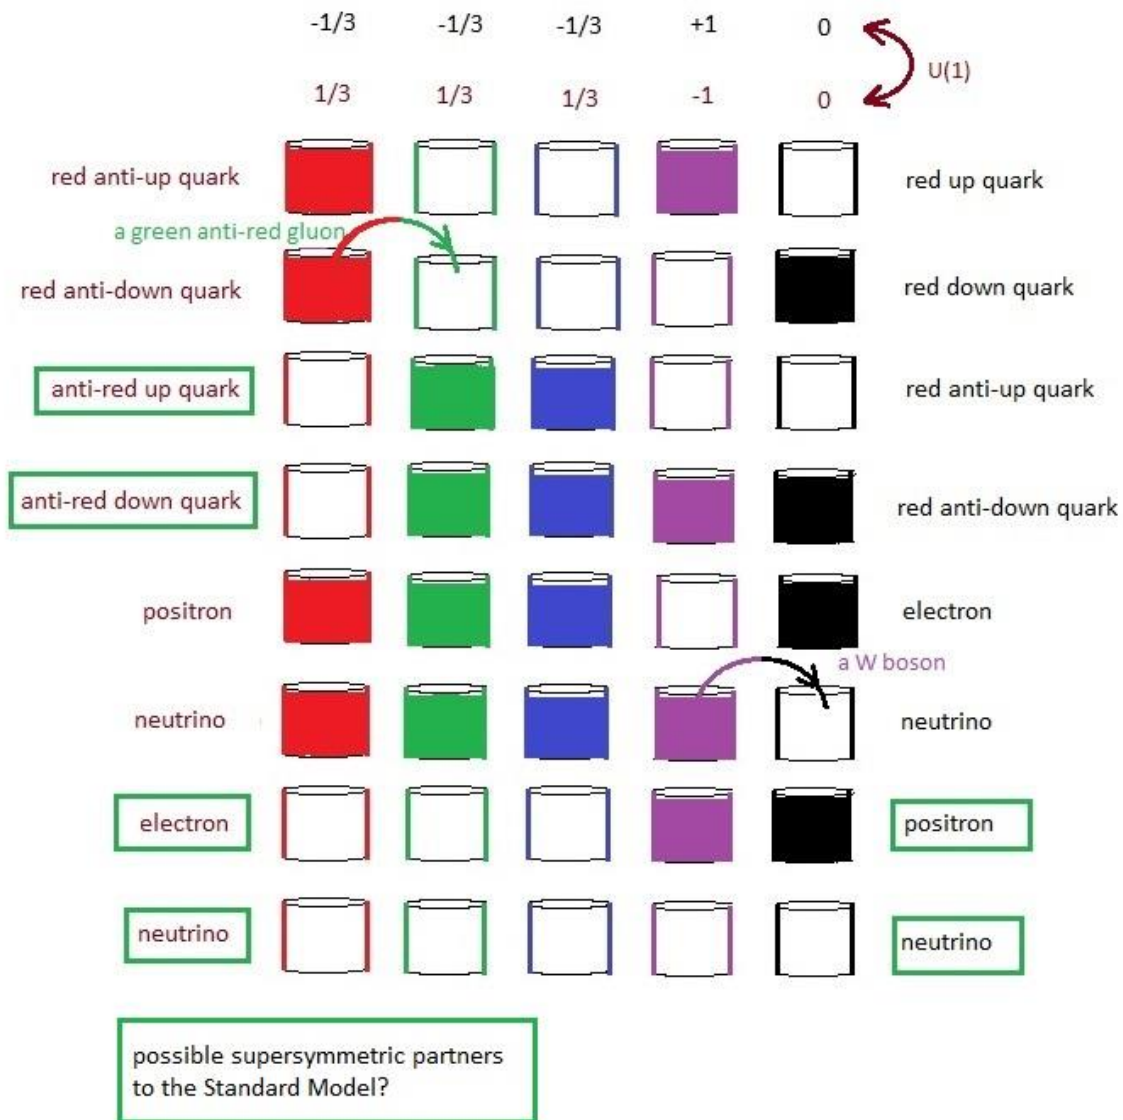 -1/3 -1/3 -1/3 +1 0
U(1)
1/3 1/3 1/3 -1 0
red anti-up quark
red up quark
a green anti-red gluon
red anti-down quark
red down quark
anti-red up quark
red anti-up quark
anti-red down quark
red anti-down quark
positron
electron
a W boson
neutrino
neutrino
electron
positron
neutrino
neutrino
possible supersymmetric partners
to the Standard Model?